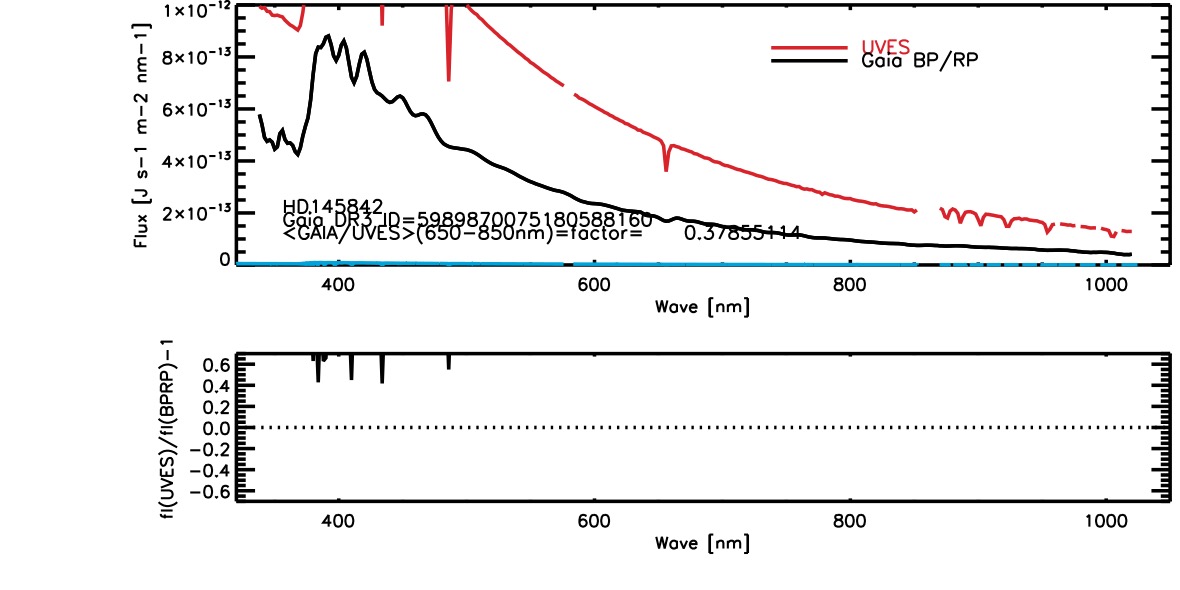 1×10−12
8×10−13
6×10−13
4×10−13
2×10−13
0
Flux [J s−1 m−2 nm−1]
UVES
Gaia BP/RP
HD145842
Gaia DR3 ID=5989870075180588160
<GAIA/UVES>(650−850nm)=factor= 0.37855114
400 600 800 1000
Wave [nm]
fl(UVES)/fl(BPRP)−1
0.6
0.4
0.2
0.0
−0.2
−0.4
−0.6
400 600 800 1000
Wave [nm]